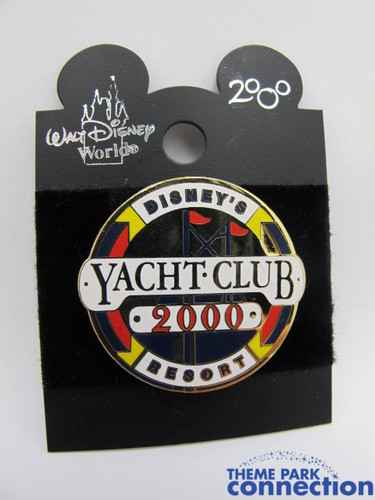 WALT DISNEY
World®
2000
DISNEY'S
YACHT·CLUB
2000
RESORT
THEME PARK
connection